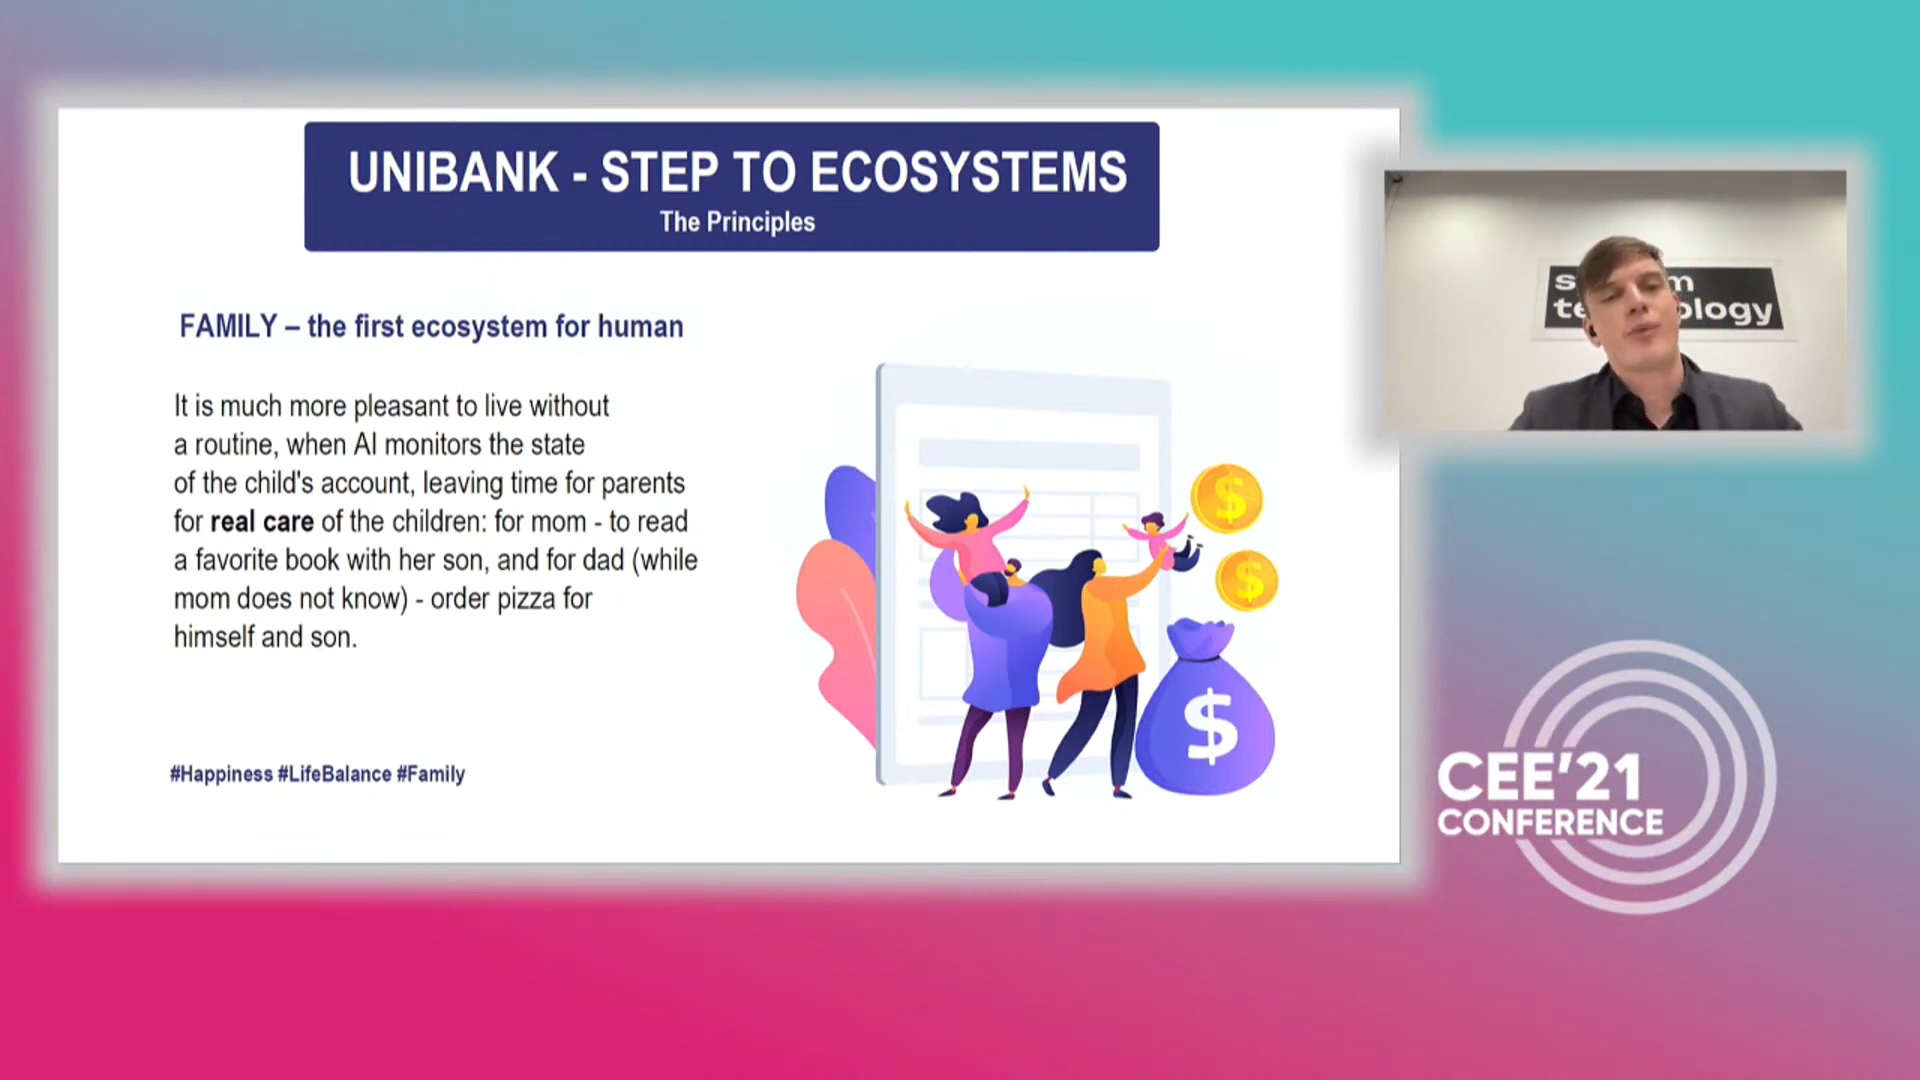 UNIBANK - STEP TO ECOSYSTEMS
The Principles
FAMILY – the first ecosystem for human
It is much more pleasant to live without
a routine, when AI monitors the state
of the child's account, leaving time for parents
for real care of the children: for mom - to read
a favorite book with her son, and for dad (while
mom does not know) - order pizza for
himself and son.
#Happiness #LifeBalance #Family
$
$
$
CEE'21
CONFERENCE